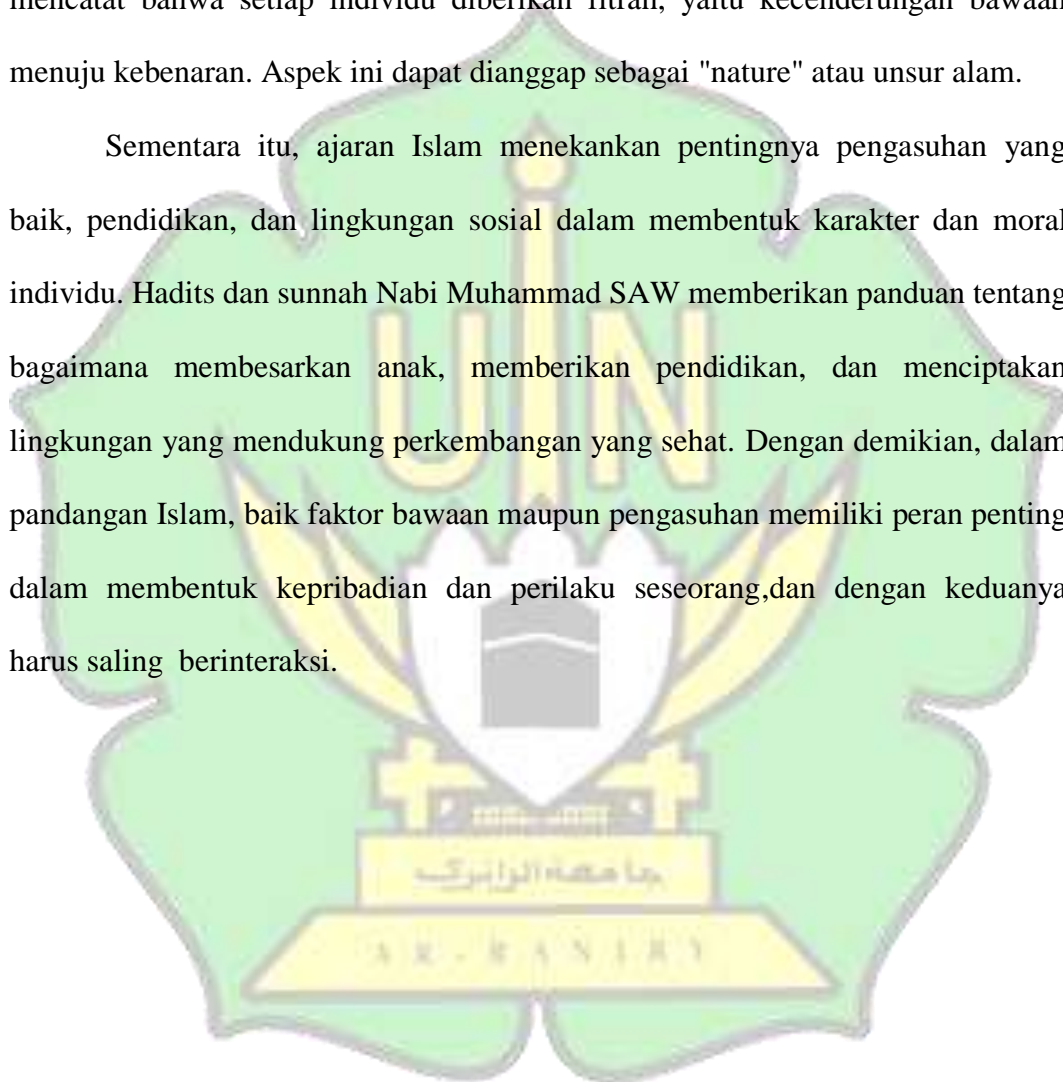 mencatat bahwa setiap individu diberikan fitrah, yaitu kecenderungan bawaan
menuju kebenaran. Aspek ini dapat dianggap sebagai "nature" atau unsur alam.
Sementara itu, ajaran Islam menekankan pentingnya pengasuhan yang
baik, pendidikan, dan lingkungan sosial dalam membentuk karakter dan moral
individu. Hadits dan sunnah Nabi Muhammad SAW memberikan panduan tentang
bagaimana membesarkan anak, memberikan pendidikan, dan menciptakan
lingkungan yang mendukung perkembangan yang sehat. Dengan demikian, dalam
pandangan Islam, baik faktor bawaan maupun pengasuhan memiliki peran penting
dalam membentuk kepribadian dan perilaku seseorang,dan dengan keduanya
harus saling berinteraksi.
UIN
جامعة الرانيري
AR-RANIRY